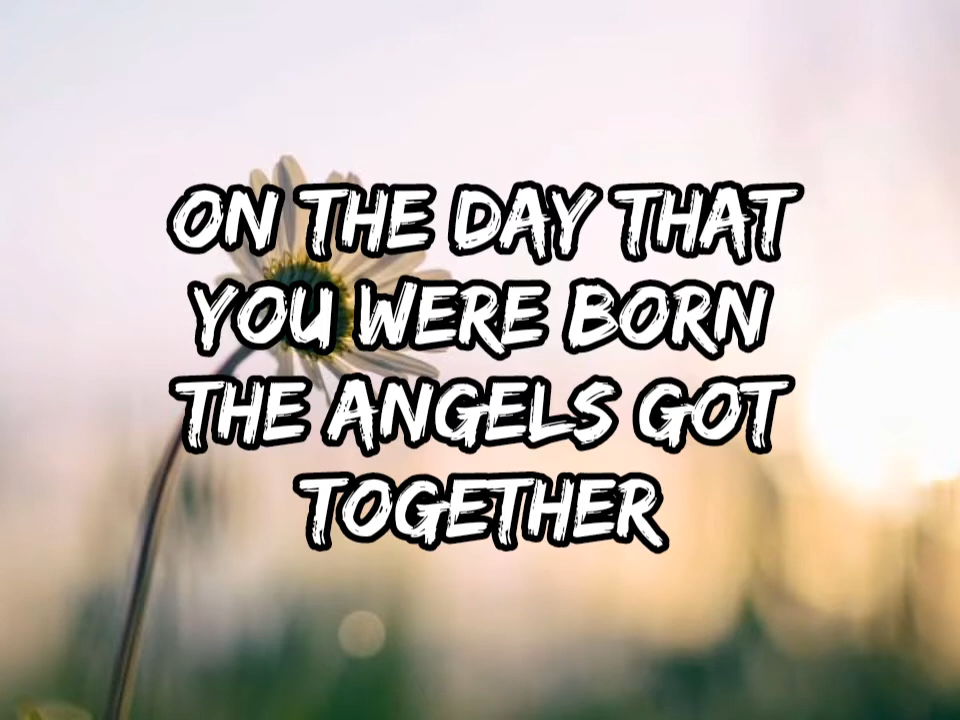 ON THE DAY THAT
YOU WERE BORN
THE ANGELS GOT
TOGETHER